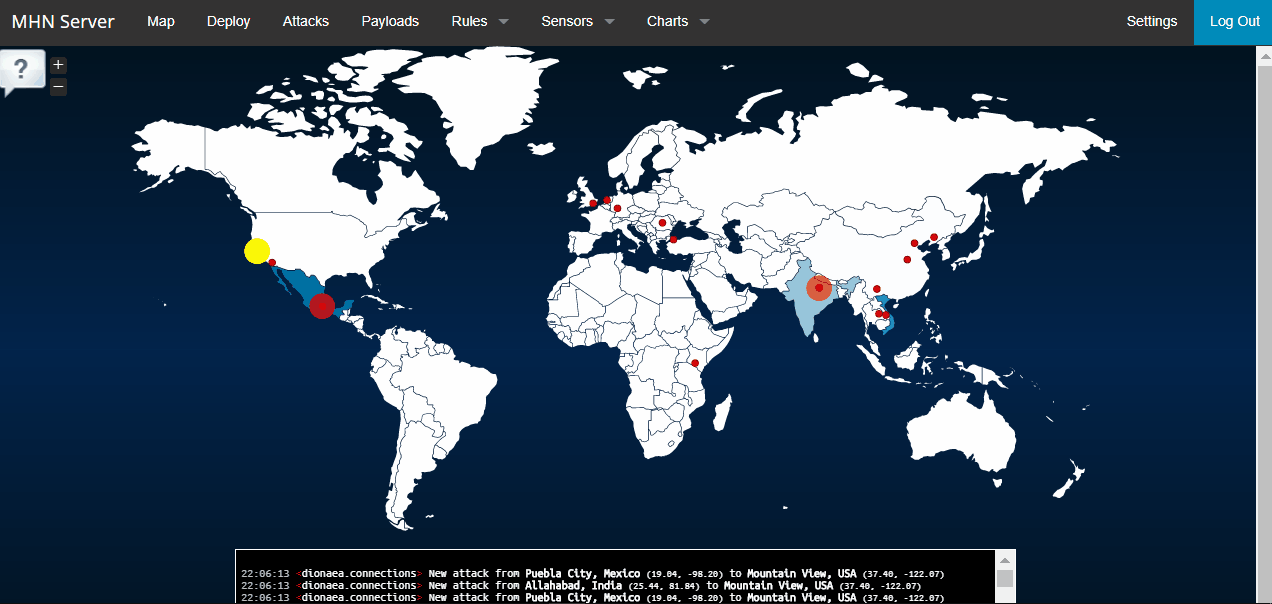 MHN Server Map Deploy Attacks Payloads Rules Sensors Charts Settings Log Out
?
+
−
22:06:13 <dionaea.connections> New attack from Puebla City, Mexico (19.04, -98.20) to Mountain View, USA (37.40, -122.07)
22:06:13 <dionaea.connections> New attack from Allahabad, India (25.44, 81.84) to Mountain View, USA (37.40, -122.07)
22:06:13 <dionaea.connections> New attack from Puebla City, Mexico (19.04, -98.20) to Mountain View, USA (37.40, -122.07)